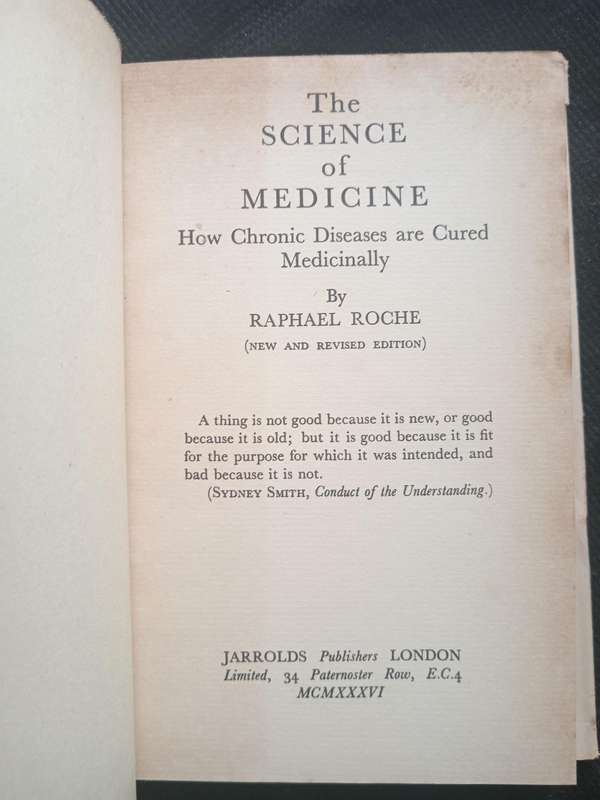 The
SCIENCE
of
MEDICINE
How Chronic Diseases are Cured
Medicinally
By
RAPHAEL ROCHE
(NEW AND REVISED EDITION)
A thing is not good because it is new, or good
because it is old; but it is good because it is fit
for the purpose for which it was intended, and
bad because it is not.
(SYDNEY SMITH, Conduct of the Understanding.)
JARROLDS Publishers LONDON
Limited, 34 Paternoster Row, E.C.4
MCMXXXVI